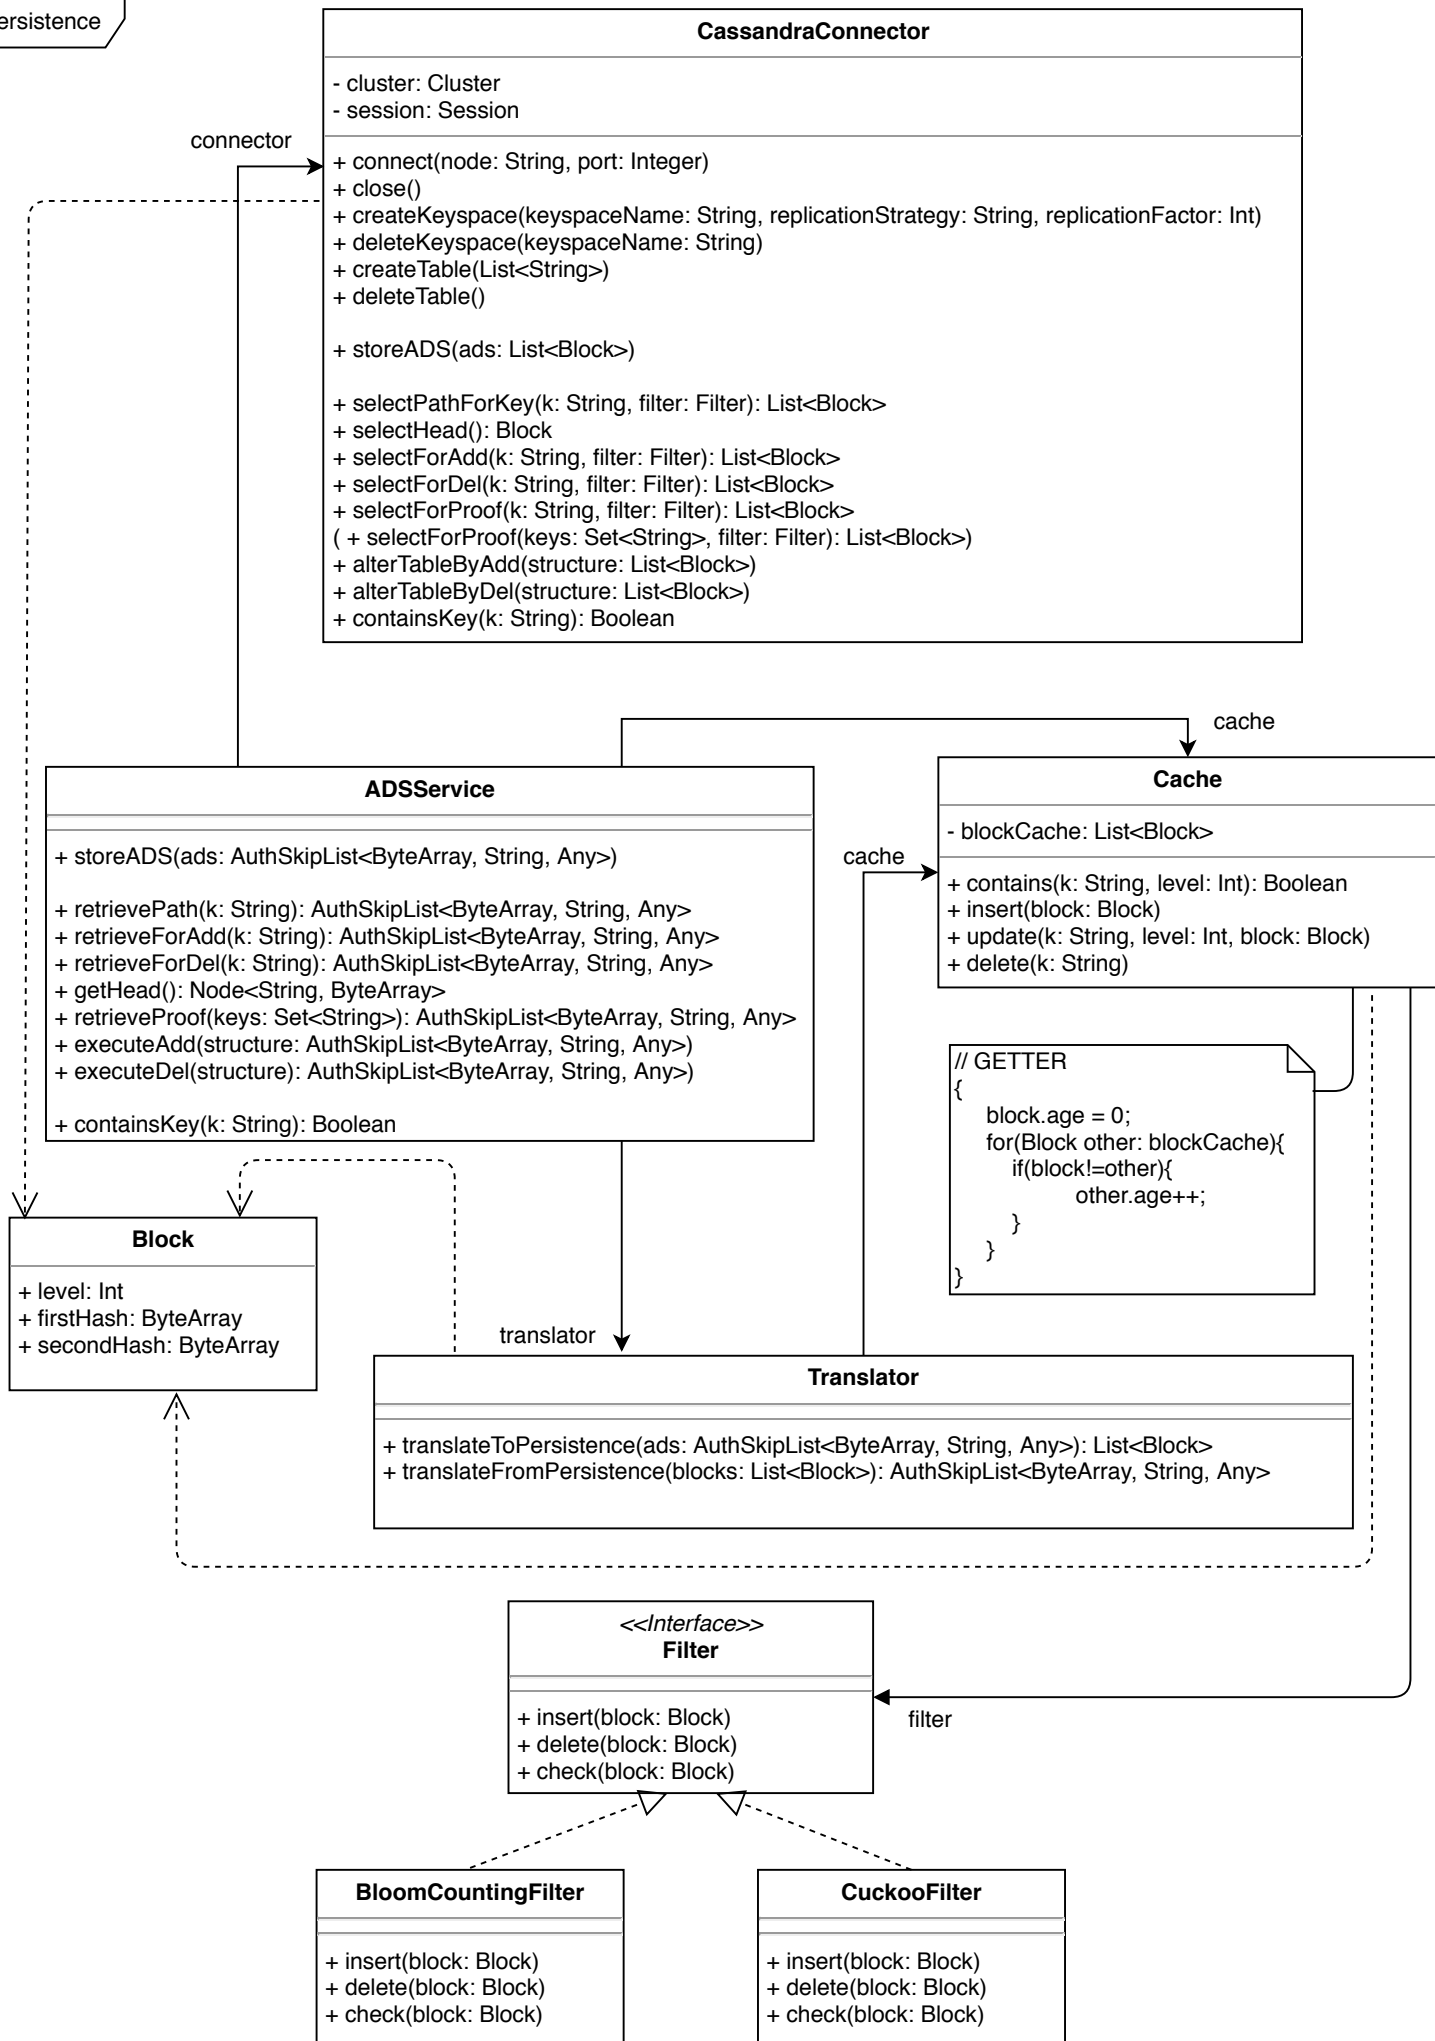 ersistence
CassandraConnector
- cluster: Cluster
- session: Session
connector
+ connect(node: String, port: Integer)
+ close()
+ createKeyspace(keyspaceName: String, replicationStrategy: String, replicationFactor: Int)
+ deleteKeyspace(keyspaceName: String)
+ createTable(List<String>)
+ deleteTable()
+ storeADS(ads: List<Block>)
+ selectPathForKey(k: String, filter: Filter): List<Block>
+ selectHead(): Block
+ selectForAdd(k: String, filter: Filter): List<Block>
+ selectForDel(k: String, filter: Filter): List<Block>
+ selectForProof(k: String, filter: Filter): List<Block>
( + selectForProof(keys: Set<String>, filter: Filter): List<Block>)
+ alterTableByAdd(structure: List<Block>)
+ alterTableByDel(structure: List<Block>)
+ containsKey(k: String): Boolean
cache
ADSService
+ storeADS(ads: AuthSkipList<ByteArray, String, Any>)
+ retrievePath(k: String): AuthSkipList<ByteArray, String, Any>
+ retrieveForAdd(k: String): AuthSkipList<ByteArray, String, Any>
+ retrieveForDel(k: String): AuthSkipList<ByteArray, String, Any>
+ getHead(): Node<String, ByteArray>
+ retrieveProof(keys: Set<String>): AuthSkipList<ByteArray, String, Any>
+ executeAdd(structure: AuthSkipList<ByteArray, String, Any>)
+ executeDel(structure): AuthSkipList<ByteArray, String, Any>)
+ containsKey(k: String): Boolean
Cache
- blockCache: List<Block>
cache
+ contains(k: String, level: Int): Boolean
+ insert(block: Block)
+ update(k: String, level: Int, block: Block)
+ delete(k: String)
// GETTER
{
block.age = 0;
for(Block other: blockCache){
if(block!=other){
other.age++;
}
}
}
Block
+ level: Int
+ firstHash: ByteArray
+ secondHash: ByteArray
translator
Translator
+ translateToPersistence(ads: AuthSkipList<ByteArray, String, Any>): List<Block>
+ translateFromPersistence(blocks: List<Block>): AuthSkipList<ByteArray, String, Any>
<<Interface>>
Filter
+ insert(block: Block)
+ delete(block: Block)
+ check(block: Block)
filter
BloomCountingFilter
+ insert(block: Block)
+ delete(block: Block)
+ check(block: Block)
CuckooFilter
+ insert(block: Block)
+ delete(block: Block)
+ check(block: Block)